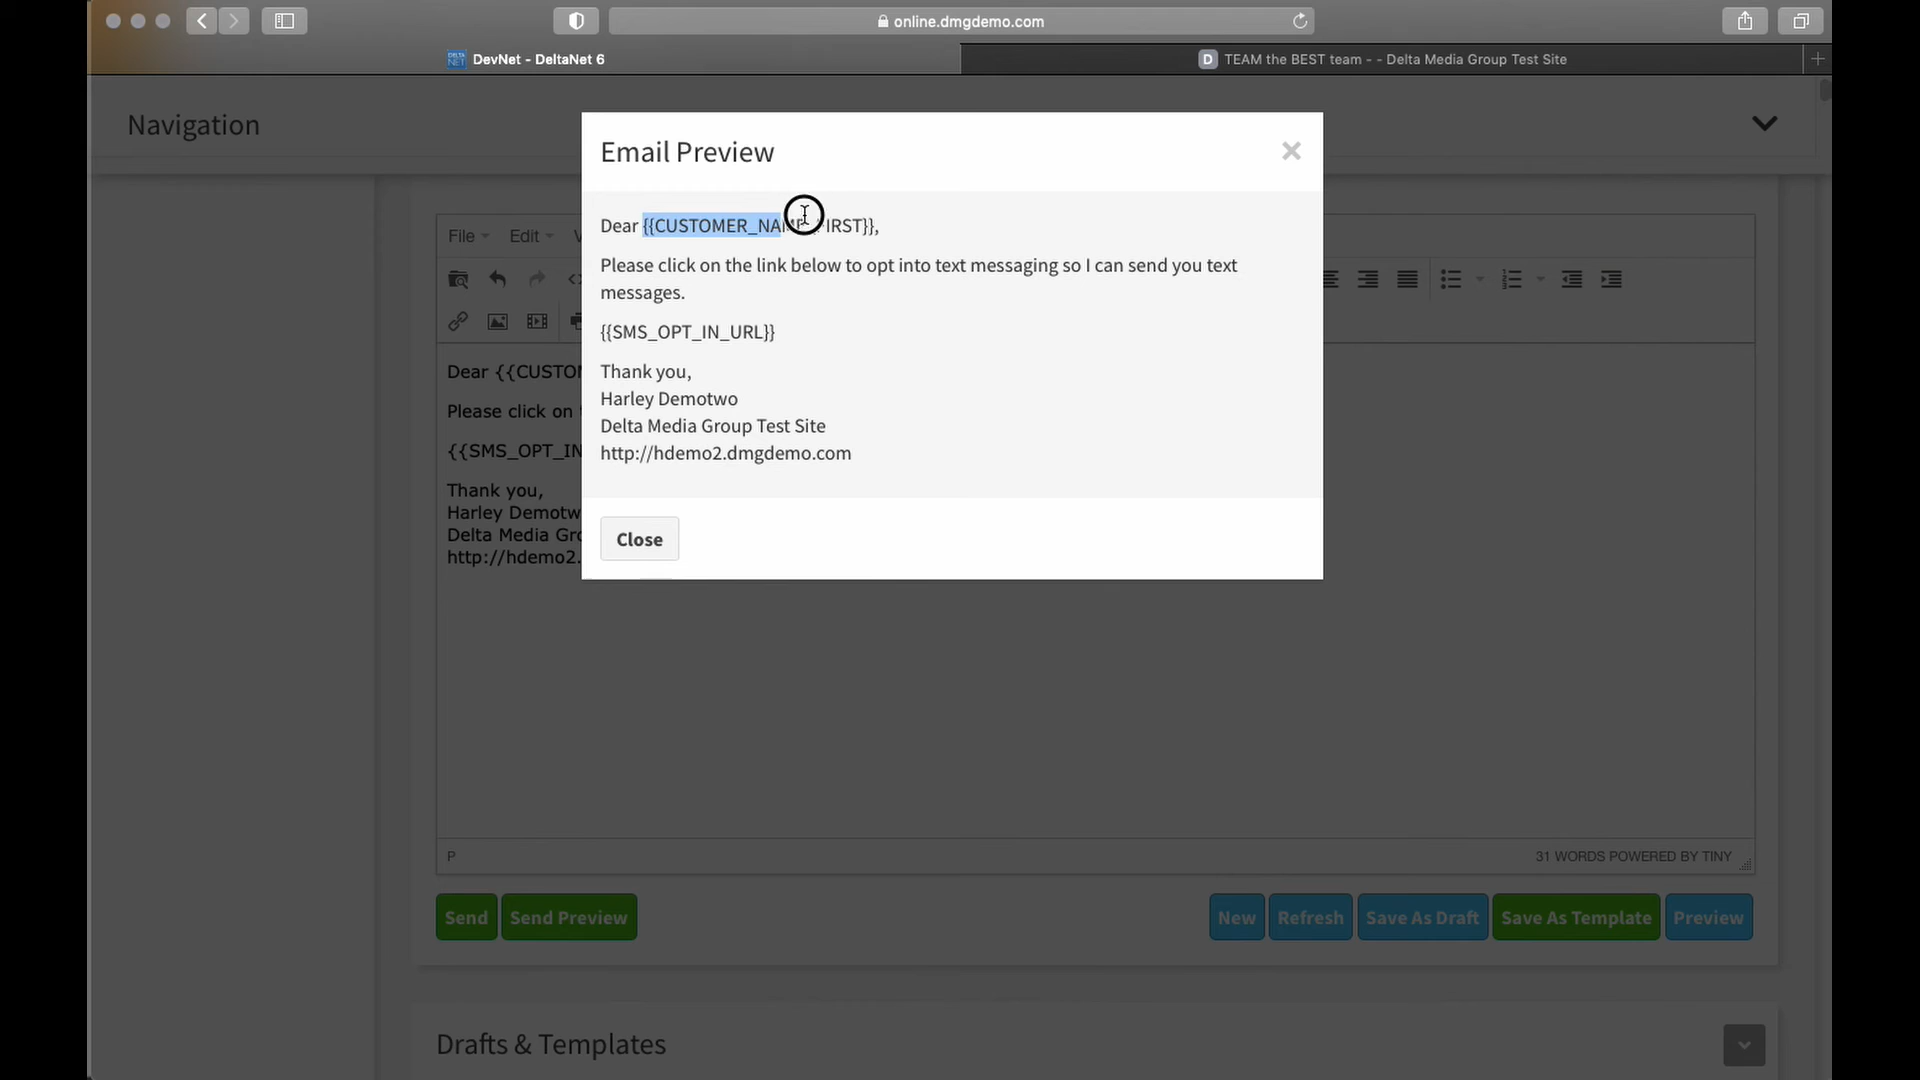 online.dmgdemo.com
DevNet - DeltaNet 6
TEAM the BEST team - - Delta Media Group Test Site
Navigation
Email Preview
Dear {{CUSTOMER_NAME_FIRST}},
Please click on the link below to opt into text messaging so I can send you text
messages.
{{SMS_OPT_IN_URL}}
Thank you,
Harley Demotwo
Delta Media Group Test Site
http://hdemo2.dmgdemo.com
Close
File
Edit
Dear {{CUSTO
Please click on
{{SMS_OPT_IN
Thank you,
Harley Demotw
Delta Media Gro
http://hdemo2.
P
31 WORDS POWERED BY TINY
Send
Send Preview
New
Refresh
Save As Draft
Save As Template
Preview
Drafts & Templates